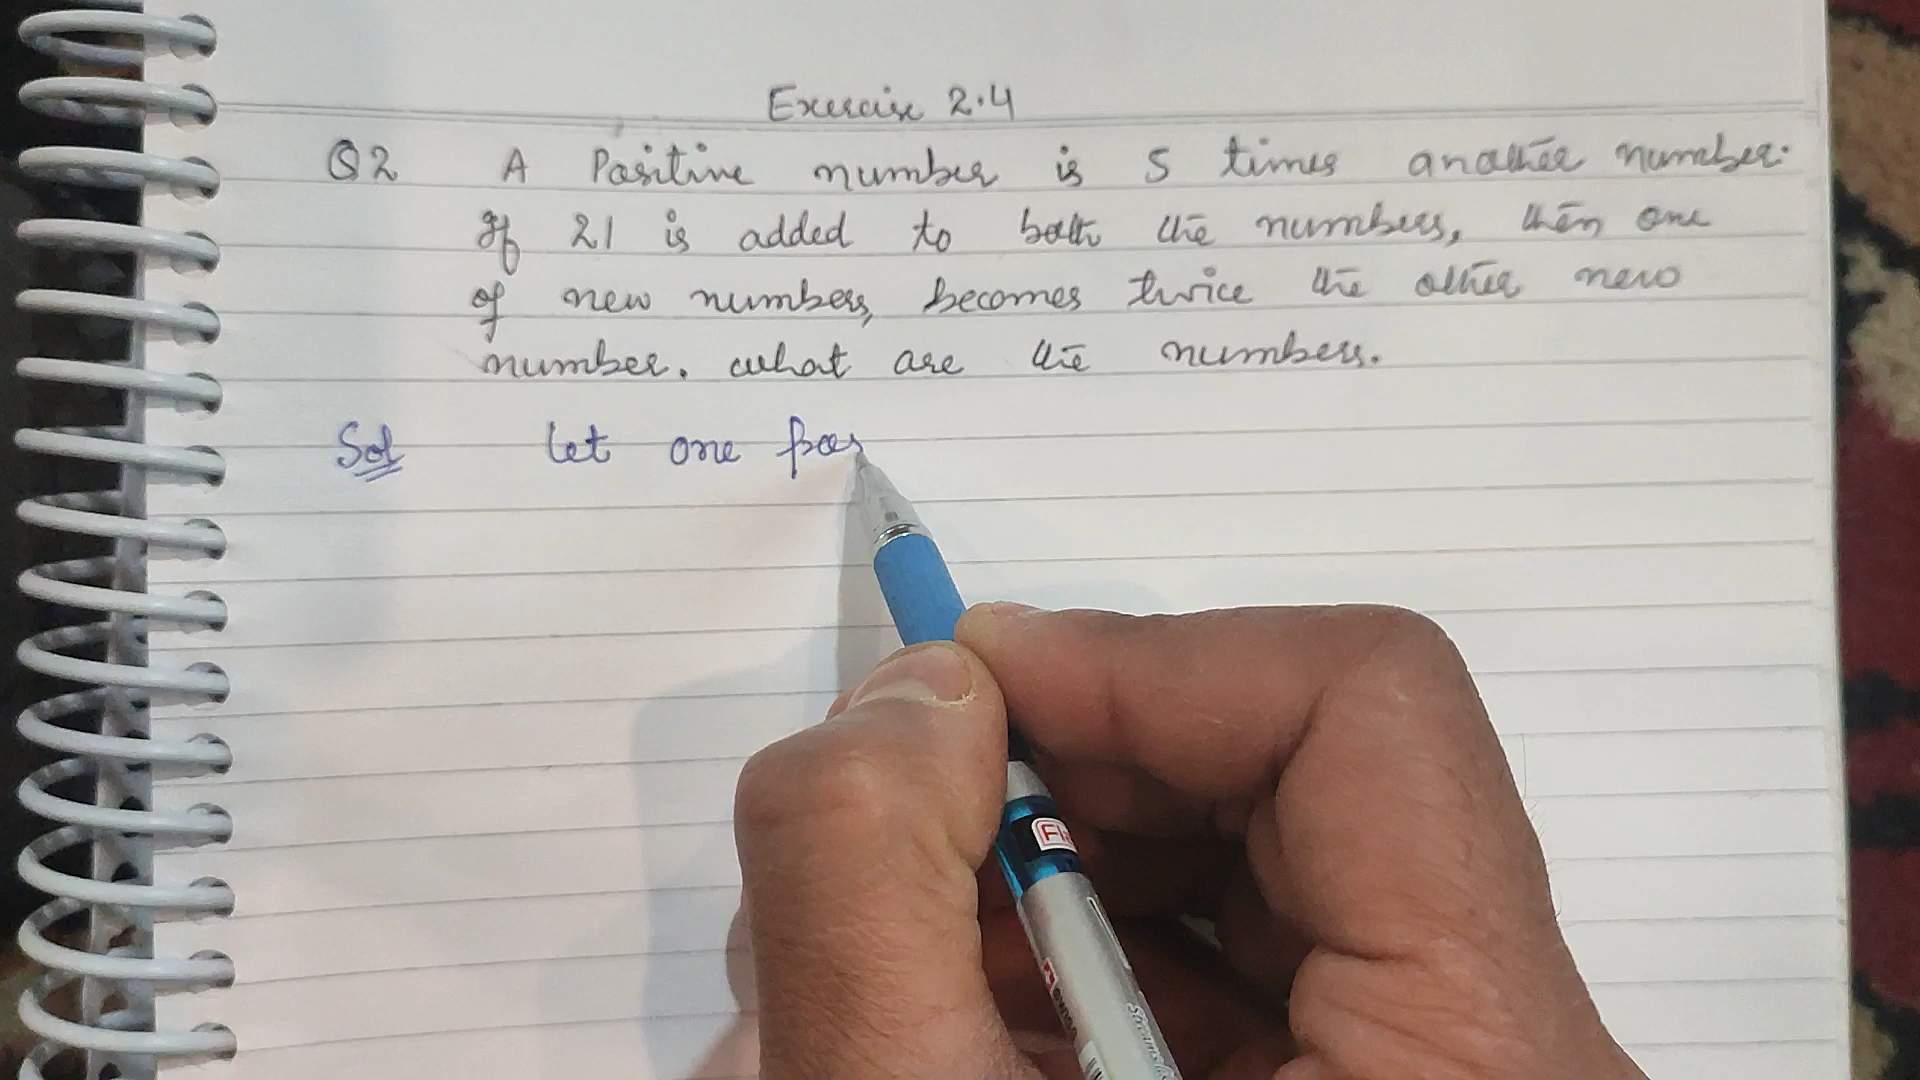 Exercise 2.4
Q2 A Positive number is 5 times another number.
If 21 is added to both the numbers, then one
of new numbers, becomes twice the other new
number. what are the numbers.
Sol let one pos